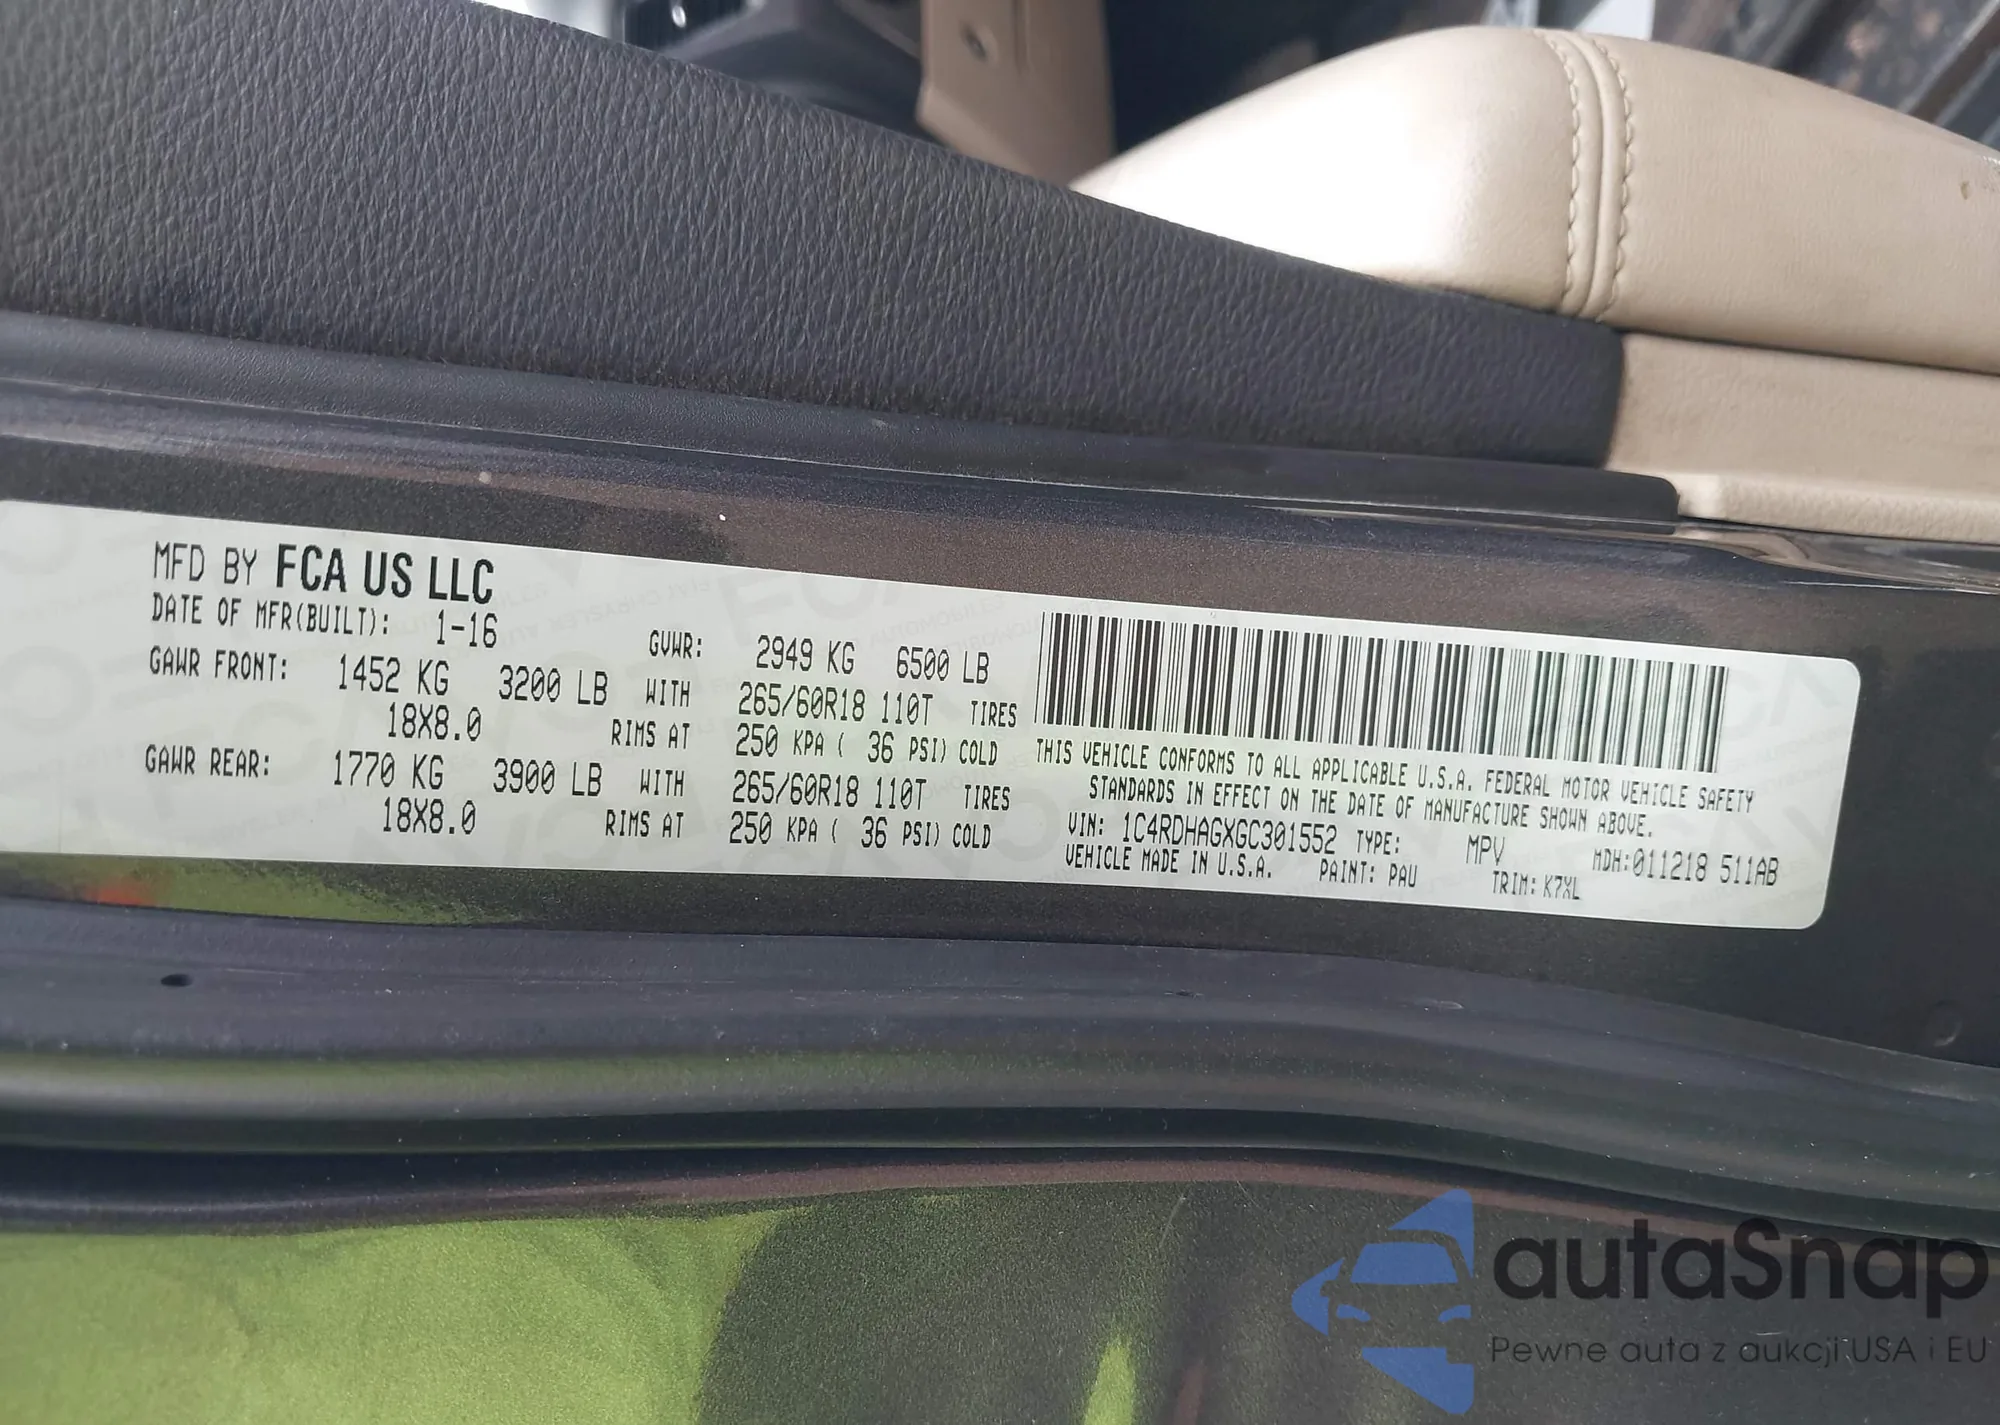 MFD BY FCA US LLC
DATE OF MFR(BUILT): 1-16 GVWR: 2949 KG 6500 LB
GAWR FRONT: 1452 KG 3200 LB WITH 265/60R18 110T TIRES
18X8.0 RIMS AT 250 KPA ( 36 PSI) COLD
GAWR REAR: 1770 KG 3900 LB WITH 265/60R18 110T TIRES
18X8.0 RIMS AT 250 KPA ( 36 PSI) COLD
THIS VEHICLE CONFORMS TO ALL APPLICABLE U.S.A. FEDERAL MOTOR VEHICLE SAFETY
STANDARDS IN EFFECT ON THE DATE OF MANUFACTURE SHOWN ABOVE.
VIN: 1C4RDHAGXGC301552 TYPE: MPV MDH:011218 511AB
VEHICLE MADE IN U.S.A. PAINT: PAU TRIM: K7XL
autaSnap
Pewne auta z aukcji USA i EU